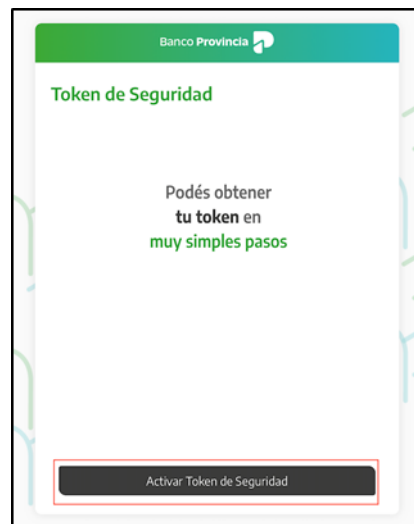 Banco Provincia
Token de Seguridad
Podés obtener
tu token en
muy simples pasos
Activar Token de Seguridad